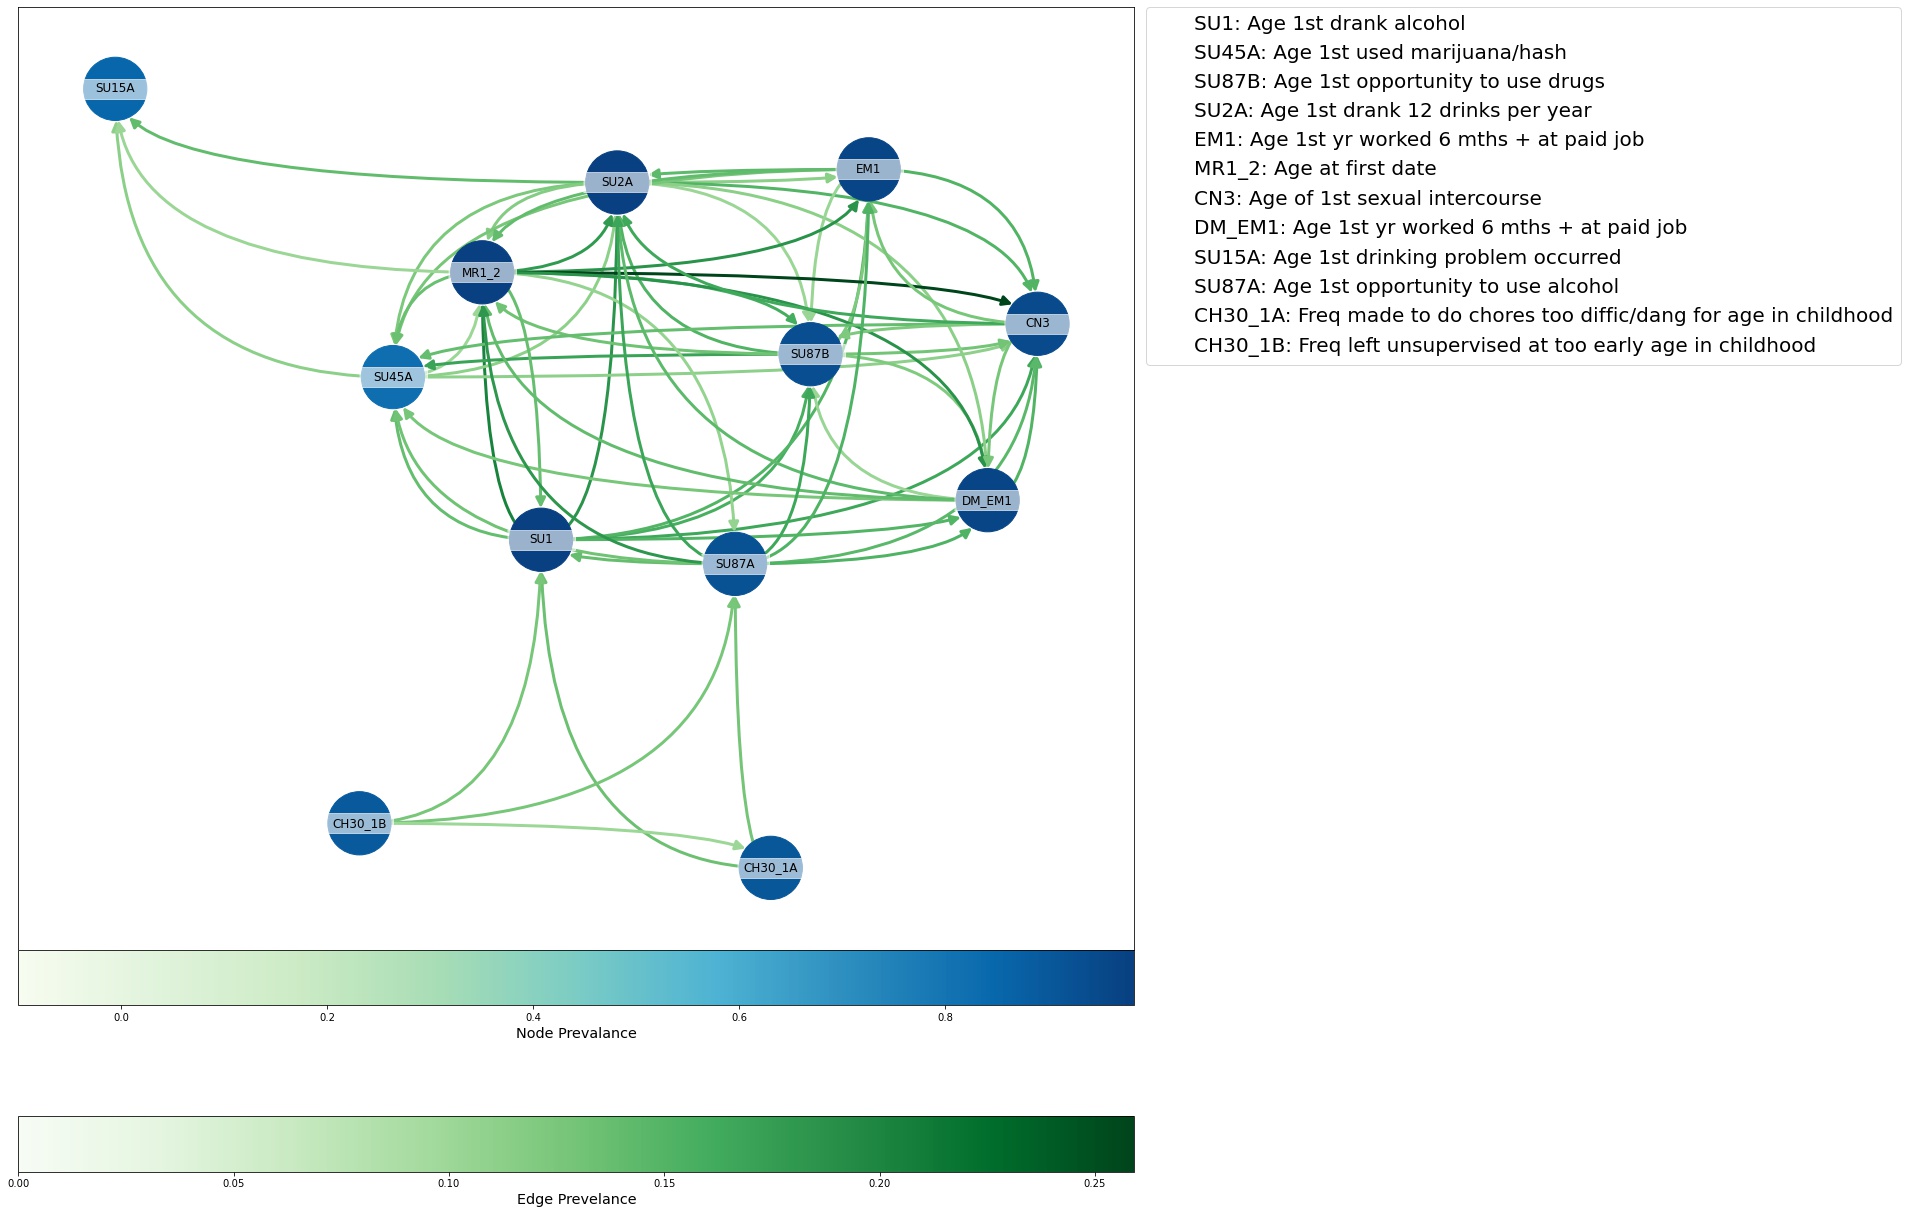 SU15A
SU2A
EM1
MR1_2
CN3
SU87B
SU45A
DM_EM1
SU1
SU87A
CH30_1B
CH30_1A
SU1: Age 1st drank alcohol
SU45A: Age 1st used marijuana/hash
SU87B: Age 1st opportunity to use drugs
SU2A: Age 1st drank 12 drinks per year
EM1: Age 1st yr worked 6 mths + at paid job
MR1_2: Age at first date
CN3: Age of 1st sexual intercourse
DM_EM1: Age 1st yr worked 6 mths + at paid job
SU15A: Age 1st drinking problem occurred
SU87A: Age 1st opportunity to use alcohol
CH30_1A: Freq made to do chores too diffic/dang for age in childhood
CH30_1B: Freq left unsupervised at too early age in childhood
0.0 0.2 0.4 0.6 0.8
Node Prevalance
0.00 0.05 0.10 0.15 0.20 0.25
Edge Prevelance